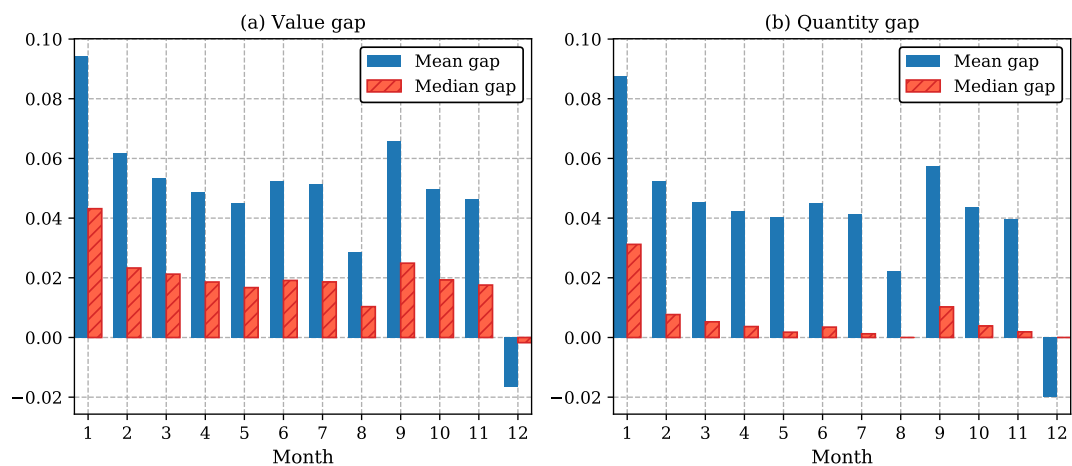 (a) Value gap
0.10
0.08
0.06
0.04
0.02
0.00
−0.02
Mean gap
Median gap
1 2 3 4 5 6 7 8 9 10 11 12
Month
(b) Quantity gap
0.10
0.08
0.06
0.04
0.02
0.00
−0.02
Mean gap
Median gap
1 2 3 4 5 6 7 8 9 10 11 12
Month